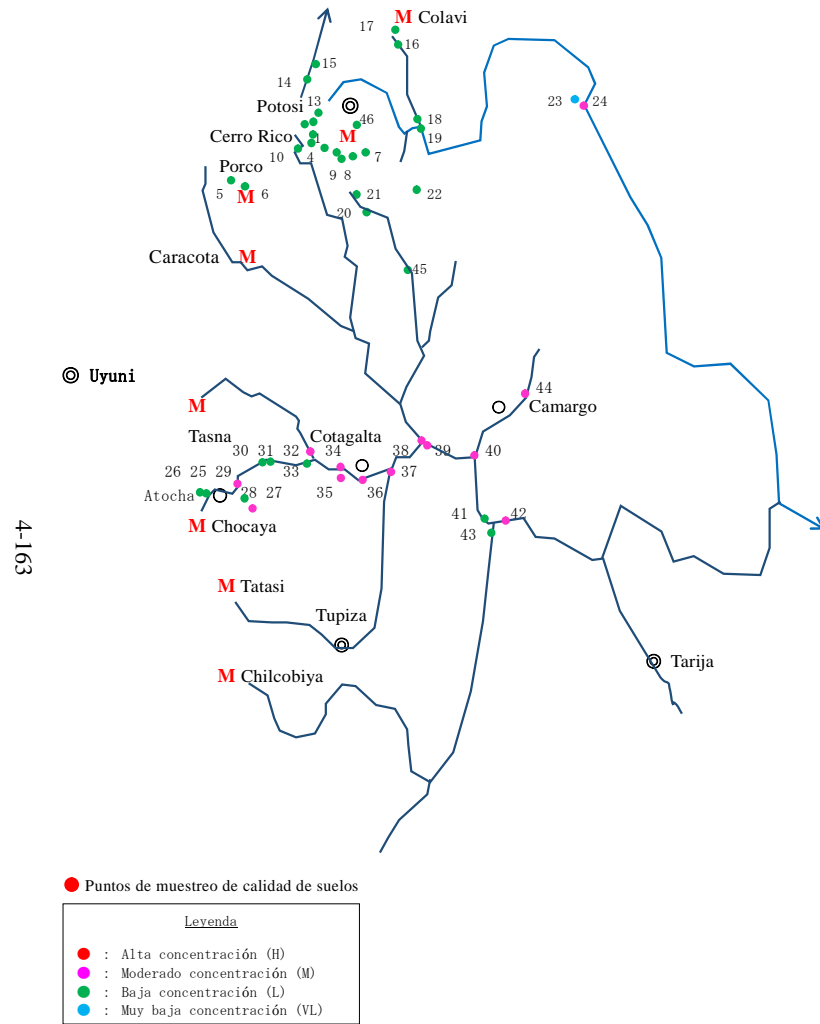 17 M Colavi
16
15
14
13
Potosi
46
18
19
23 24
Cerro Rico 1 M
10 4 7
9 8
Porco
5 M 6
21
22
20
Caracota M
45
Uyuni
44
M
Camargo
Tasna Cotagalta
30 31 32 34 38 39 40
26 25 29 33 37
28 27 35 36
Atocha
M Chocaya
41 42
43
4-163
M Tatasi
Tupiza
Tarija
M Chilcobiya
Puntos de muestreo de calidad de suelos
Leyenda
: Alta concentración (H)
: Moderado concentración (M)
: Baja concentración (L)
: Muy baja concentración (VL)